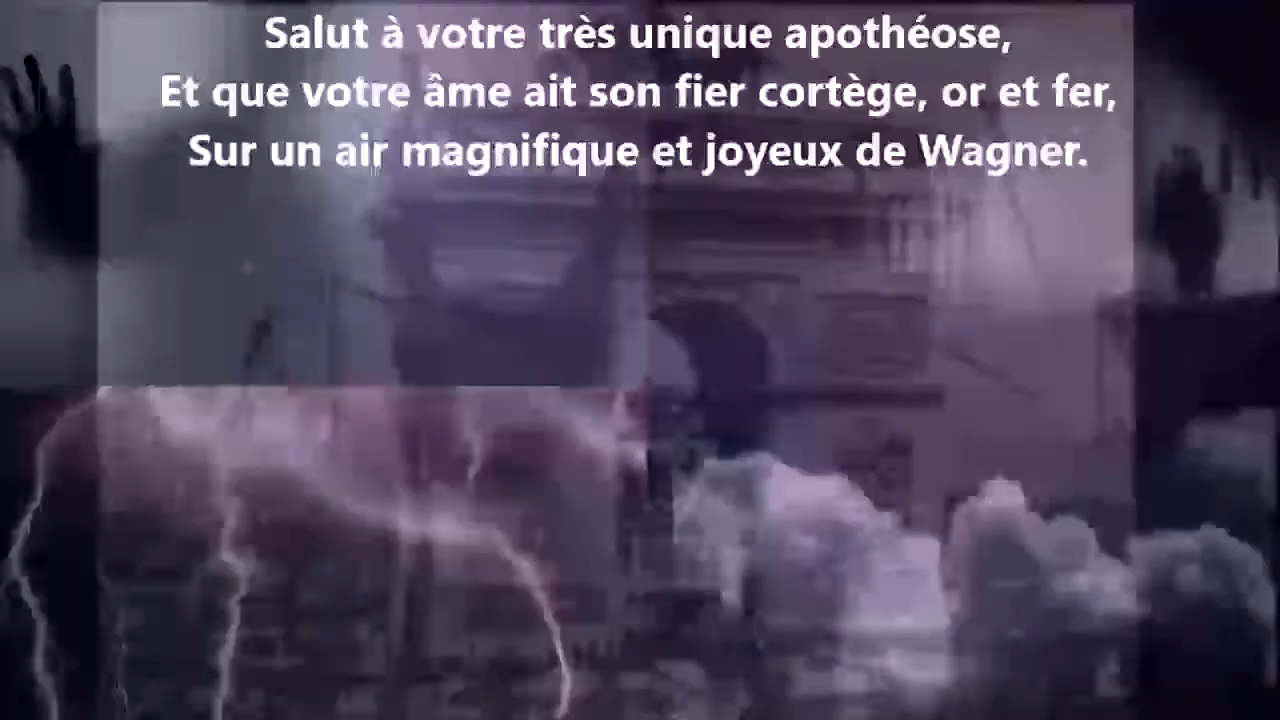 Salut à votre très unique apothéose,
Et que votre âme ait son fier cortège, or et fer,
Sur un air magnifique et joyeux de Wagner.